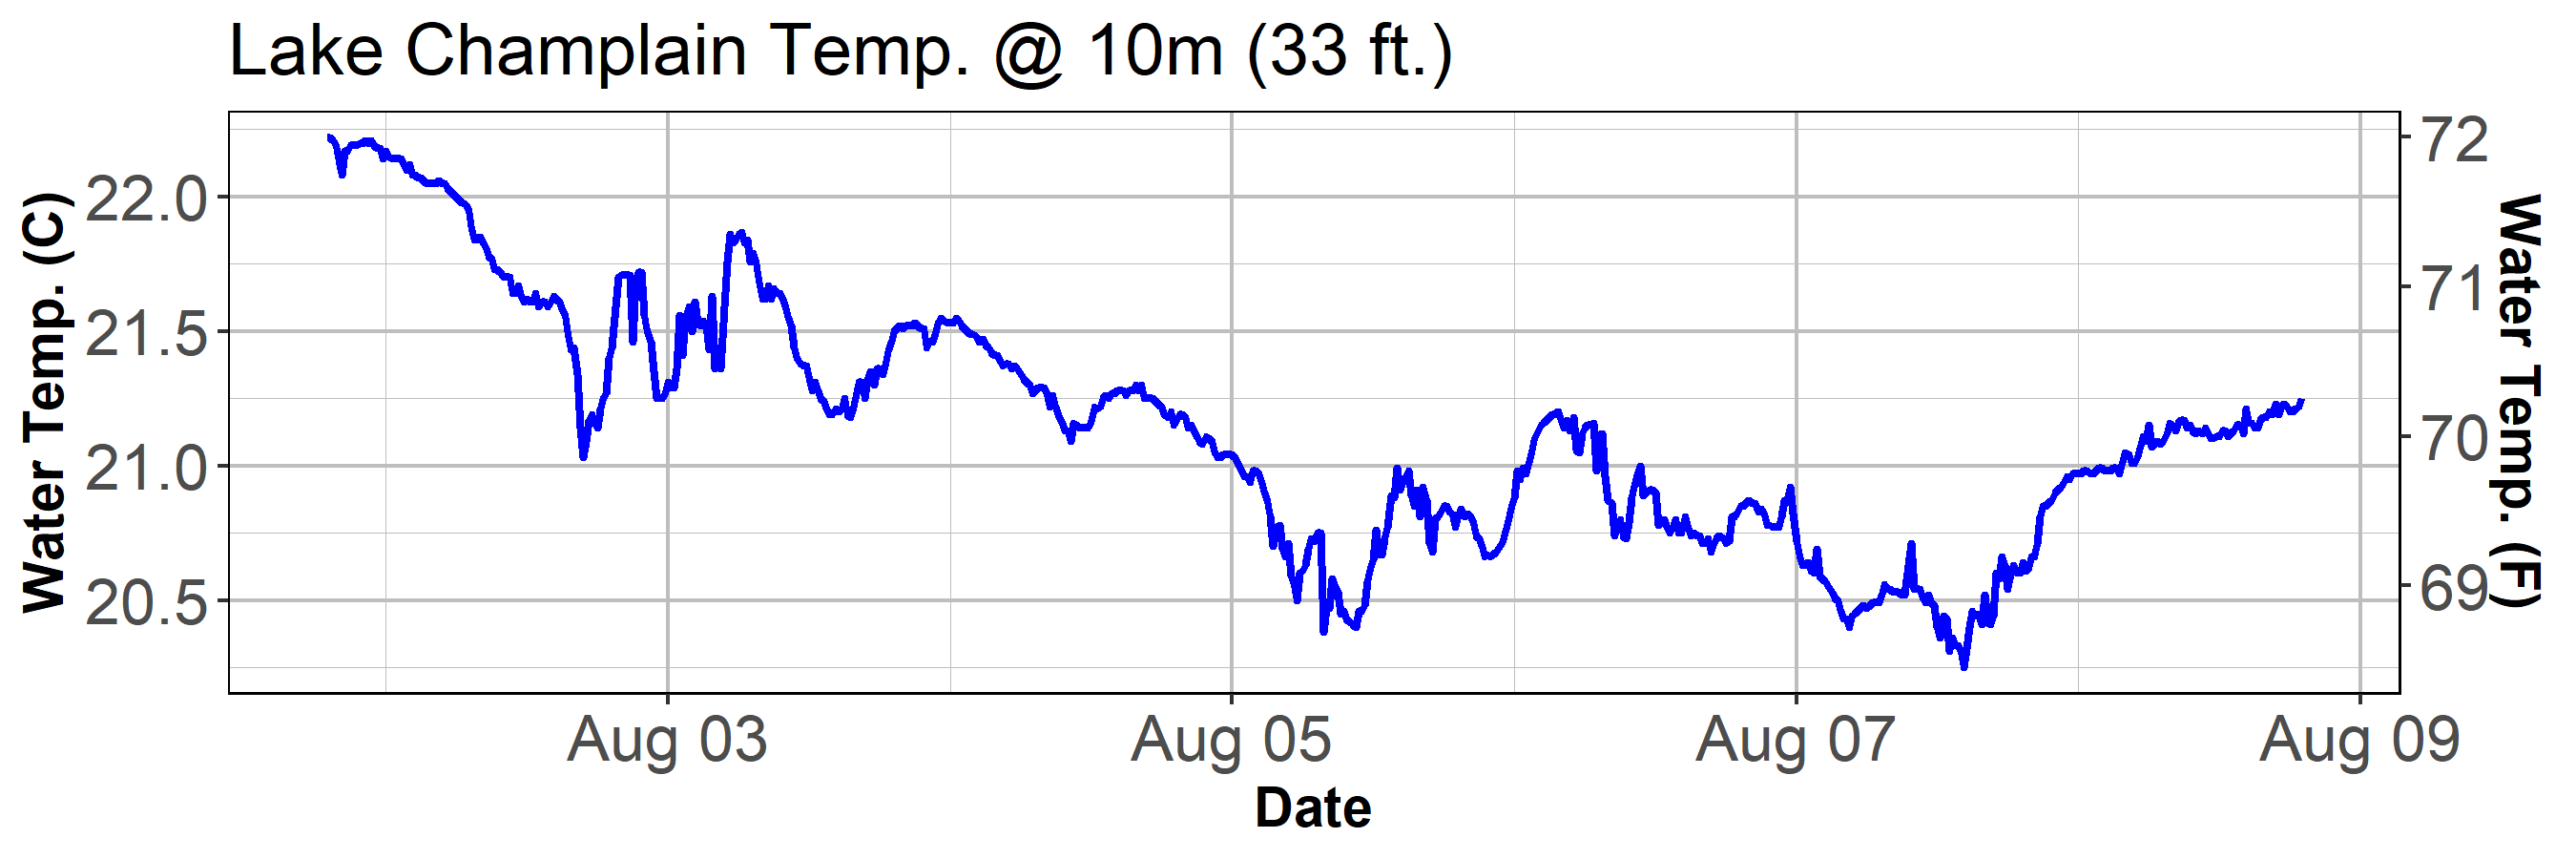 Lake Champlain Temp. @ 10m (33 ft.)
Water Temp. (C)
22.0
21.5
21.0
20.5
72
71
70
69
Water Temp. (F)
Aug 03
Aug 05
Aug 07
Aug 09
Date